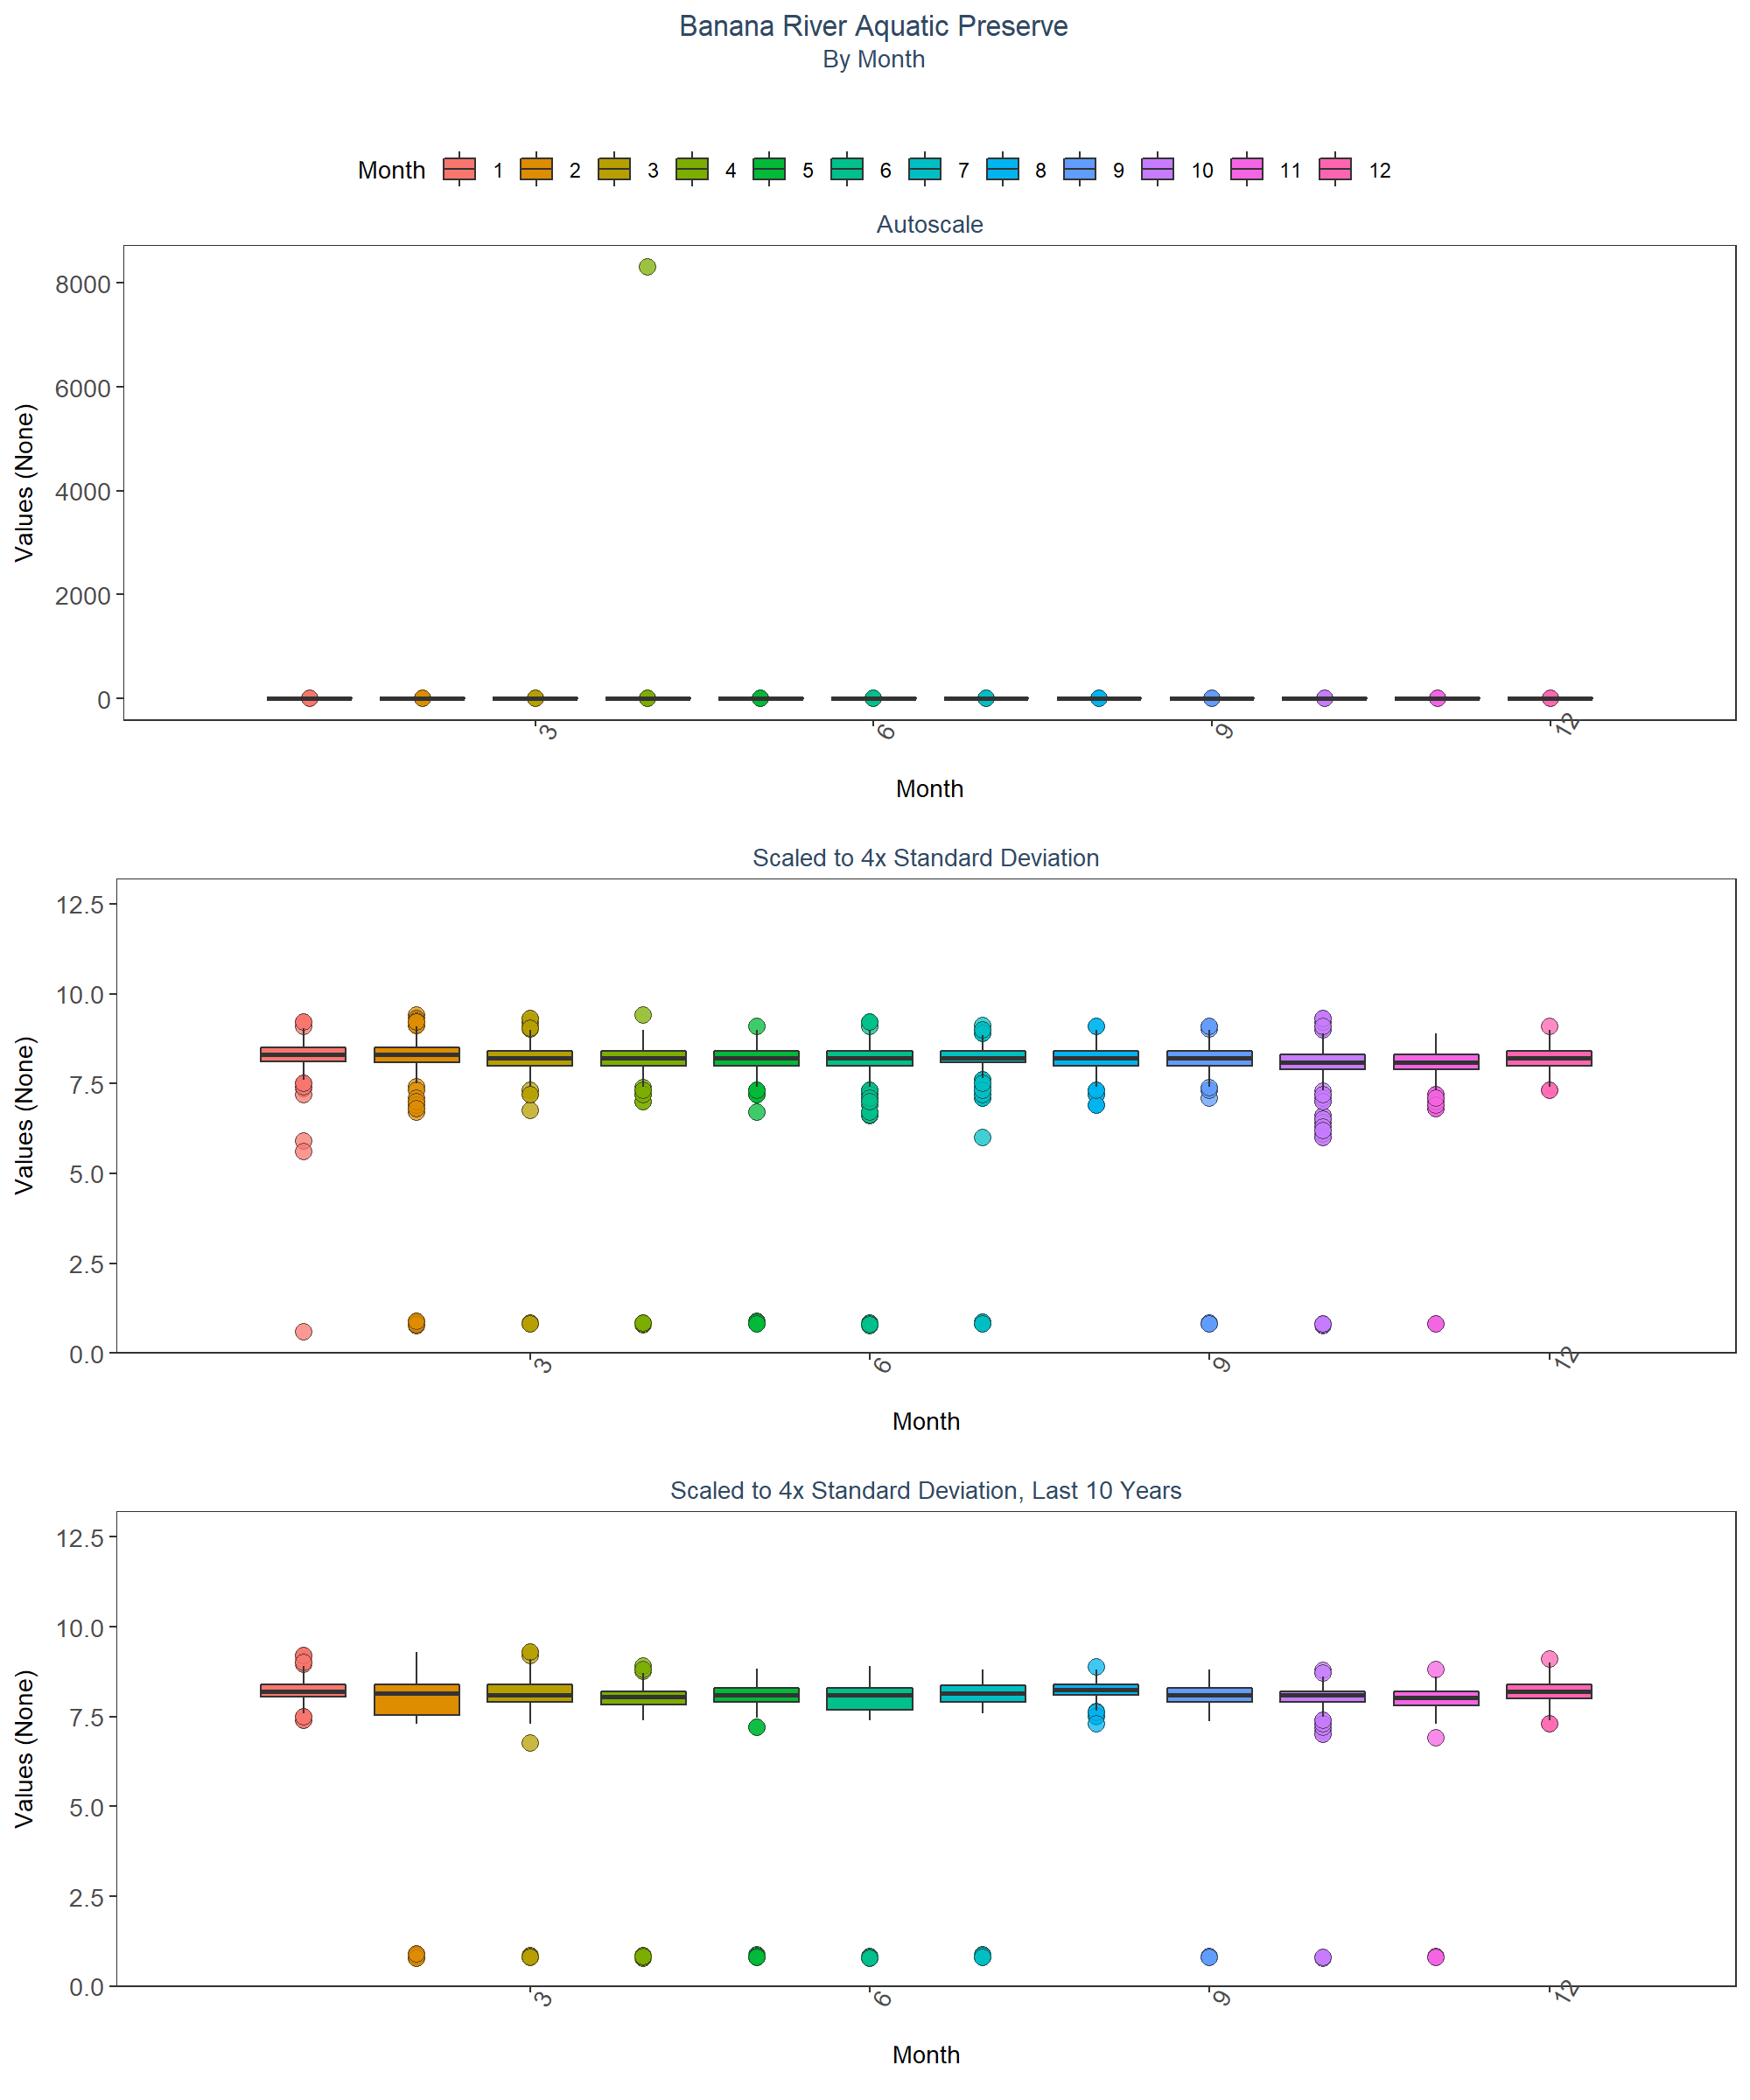 Banana River Aquatic Preserve
By Month
Month 1 2 3 4 5 6 7 8 9 10 11 12
Autoscale
Values (None)
8000
6000
4000
2000
0
3 6 9 12
Month
Scaled to 4x Standard Deviation
Values (None)
12.5
10.0
7.5
5.0
2.5
0.0
3 6 9 12
Month
Scaled to 4x Standard Deviation, Last 10 Years
Values (None)
12.5
10.0
7.5
5.0
2.5
0.0
3 6 9 12
Month